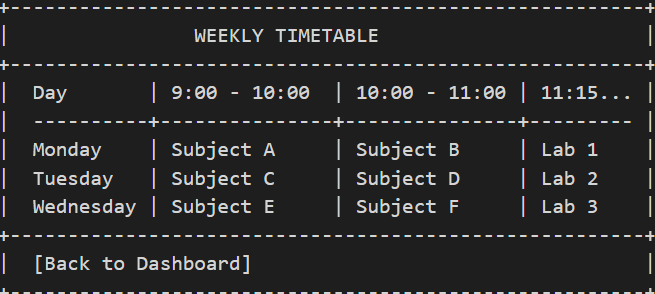 +-------------------------------------------------------+
|                WEEKLY TIMETABLE                       |
+-------------------------------------------------------+
|  Day       | 9:00 - 10:00  | 10:00 - 11:00 | 11:15... |
|  ----------+---------------+---------------+--------- |
|  Monday    | Subject A     | Subject B     | Lab 1    |
|  Tuesday   | Subject C     | Subject D     | Lab 2    |
|  Wednesday | Subject E     | Subject F     | Lab 3    |
+-------------------------------------------------------+
|  [Back to Dashboard]                                  |
+-------------------------------------------------------+